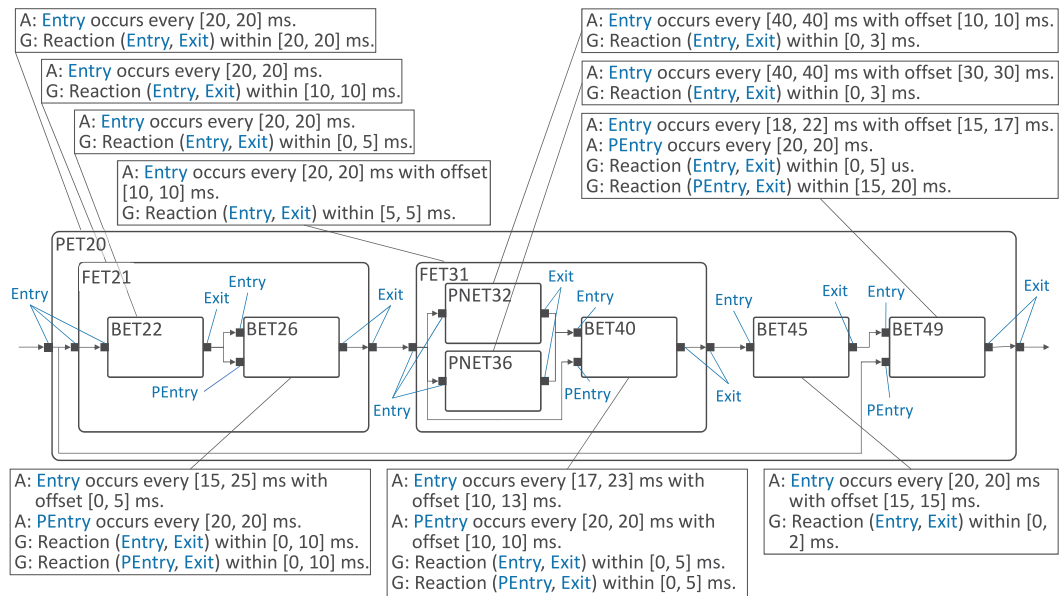 A: Entry occurs every [20, 20] ms.
G: Reaction (Entry, Exit) within [20, 20] ms.
A: Entry occurs every [20, 20] ms.
G: Reaction (Entry, Exit) within [10, 10] ms.
A: Entry occurs every [20, 20] ms.
G: Reaction (Entry, Exit) within [0, 5] ms.
A: Entry occurs every [20, 20] ms with offset
[10, 10] ms.
G: Reaction (Entry, Exit) within [5, 5] ms.
A: Entry occurs every [40, 40] ms with offset [10, 10] ms.
G: Reaction (Entry, Exit) within [0, 3] ms.
A: Entry occurs every [40, 40] ms with offset [30, 30] ms.
G: Reaction (Entry, Exit) within [0, 3] ms.
A: Entry occurs every [18, 22] ms with offset [15, 17] ms.
A: PEntry occurs every [20, 20] ms.
G: Reaction (Entry, Exit) within [0, 5] us.
G: Reaction (PEntry, Exit) within [15, 20] ms.
PET20
FET21
BET22
BET26
FET31
PNET32
PNET36
BET40
BET45
BET49
Entry
Exit
Entry
PEntry
Exit
Entry
Exit
Entry
PEntry
Exit
Entry
Exit
Entry
PEntry
Exit
A: Entry occurs every [15, 25] ms with
offset [0, 5] ms.
A: PEntry occurs every [20, 20] ms.
G: Reaction (Entry, Exit) within [0, 10] ms.
G: Reaction (PEntry, Exit) within [0, 10] ms.
A: Entry occurs every [17, 23] ms with
offset [10, 13] ms.
A: PEntry occurs every [20, 20] ms with
offset [10, 10] ms.
G: Reaction (Entry, Exit) within [0, 5] ms.
G: Reaction (PEntry, Exit) within [0, 5] ms.
A: Entry occurs every [20, 20] ms
with offset [15, 15] ms.
G: Reaction (Entry, Exit) within [0,
2] ms.